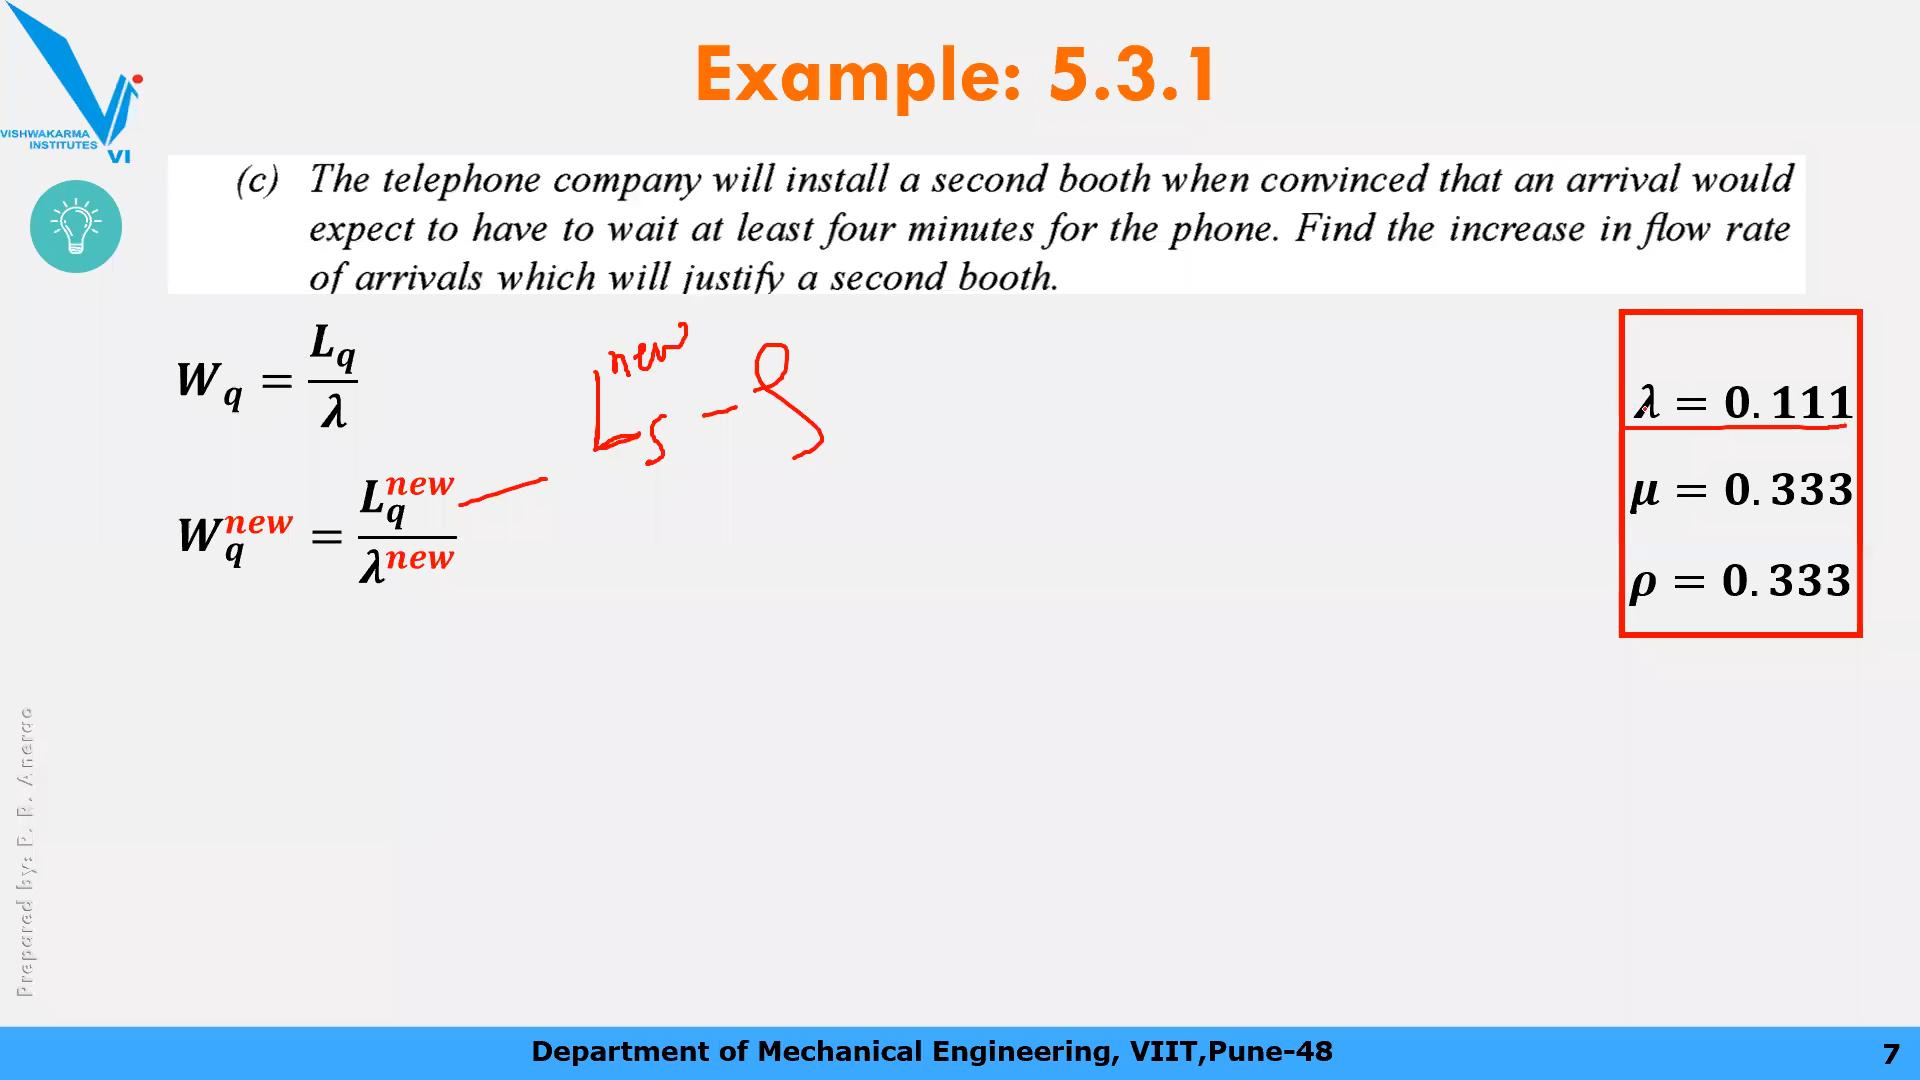 Example: 5.3.1
VISHWAKARMA
INSTITUTES
VI
(c) The telephone company will install a second booth when convinced that an arrival would
expect to have to wait at least four minutes for the phone. Find the increase in flow rate
of arrivals which will justify a second booth.
W_q = L_q / λ
L_s^new - ρ
W_q^new = L_q^new / λ^new
λ = 0.111
μ = 0.333
ρ = 0.333
Prepared by: P. R. Anerao
Department of Mechanical Engineering, VIIT,Pune-48
7